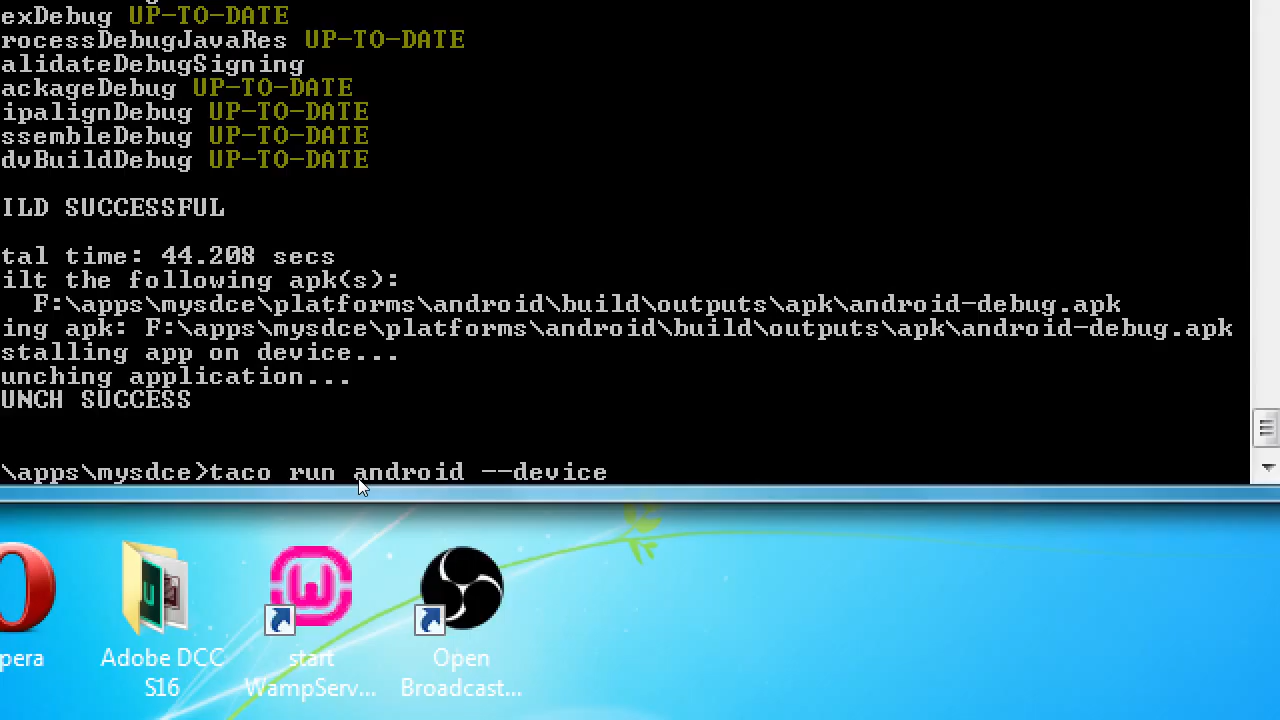 exDebug UP-TO-DATE
rocessDebugJavaRes UP-TO-DATE
alidateDebugSigning
ackageDebug UP-TO-DATE
ipalignDebug UP-TO-DATE
ssembleDebug UP-TO-DATE
dvBuildDebug UP-TO-DATE
ILD SUCCESSFUL
tal time: 44.208 secs
ilt the following apk(s):
F:\apps\mysdce\platforms\android\build\outputs\apk\android-debug.apk
ing apk: F:\apps\mysdce\platforms\android\build\outputs\apk\android-debug.apk
stalling app on device...
unching application...
UNCH SUCCESS
\apps\mysdce>taco run android --device
pera
Adobe DCC S16
start WampServ...
Open Broadcast...